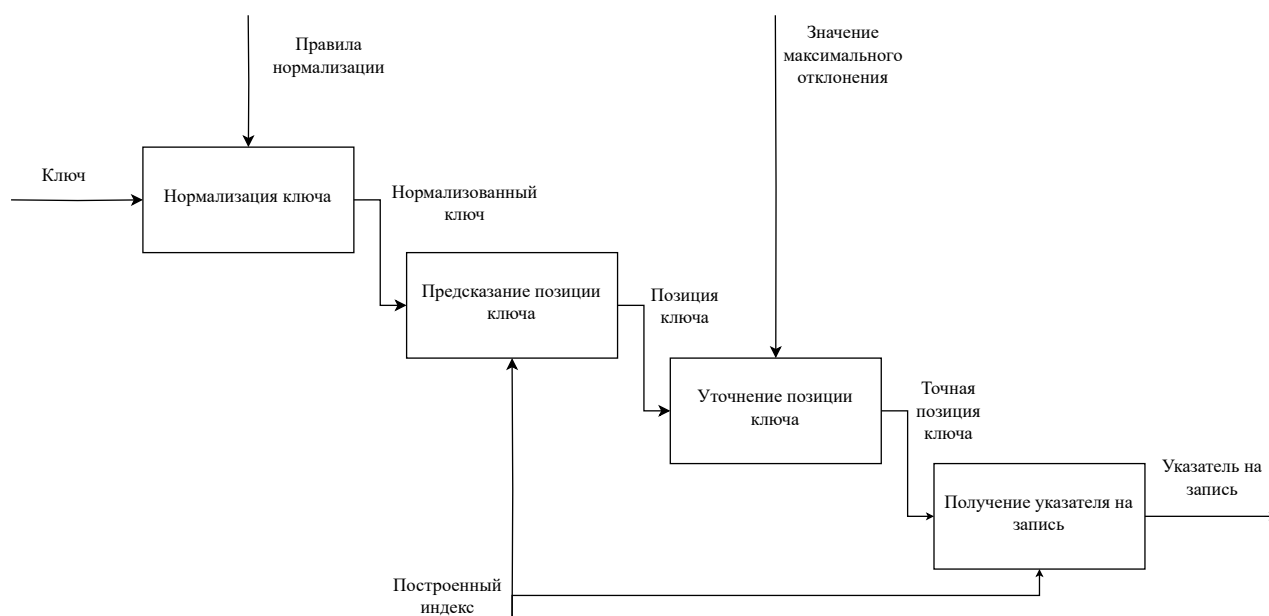 Правила
нормализации
Значение
максимального
отклонения
Ключ
Нормализация ключа
Нормализованный
ключ
Предсказание позиции
ключа
Позиция
ключа
Уточнение позиции
ключа
Точная
позиция
ключа
Получение указателя на
запись
Указатель на
запись
Построенный
индекс